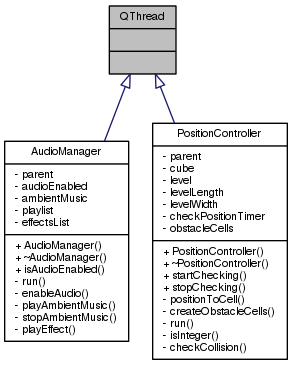 QThread
AudioManager
- parent
- audioEnabled
- ambientMusic
- playlist
- effectsList
+ AudioManager()
+ ~AudioManager()
+ isAudioEnabled()
- run()
- enableAudio()
- playAmbientMusic()
- stopAmbientMusic()
- playEffect()
PositionController
- parent
- cube
- level
- levelLength
- levelWidth
- checkPositionTimer
- obstacleCells
+ PositionController()
+ ~PositionController()
+ startChecking()
+ stopChecking()
- positionToCell()
- createObstacleCells()
- run()
- isInteger()
- checkCollision()